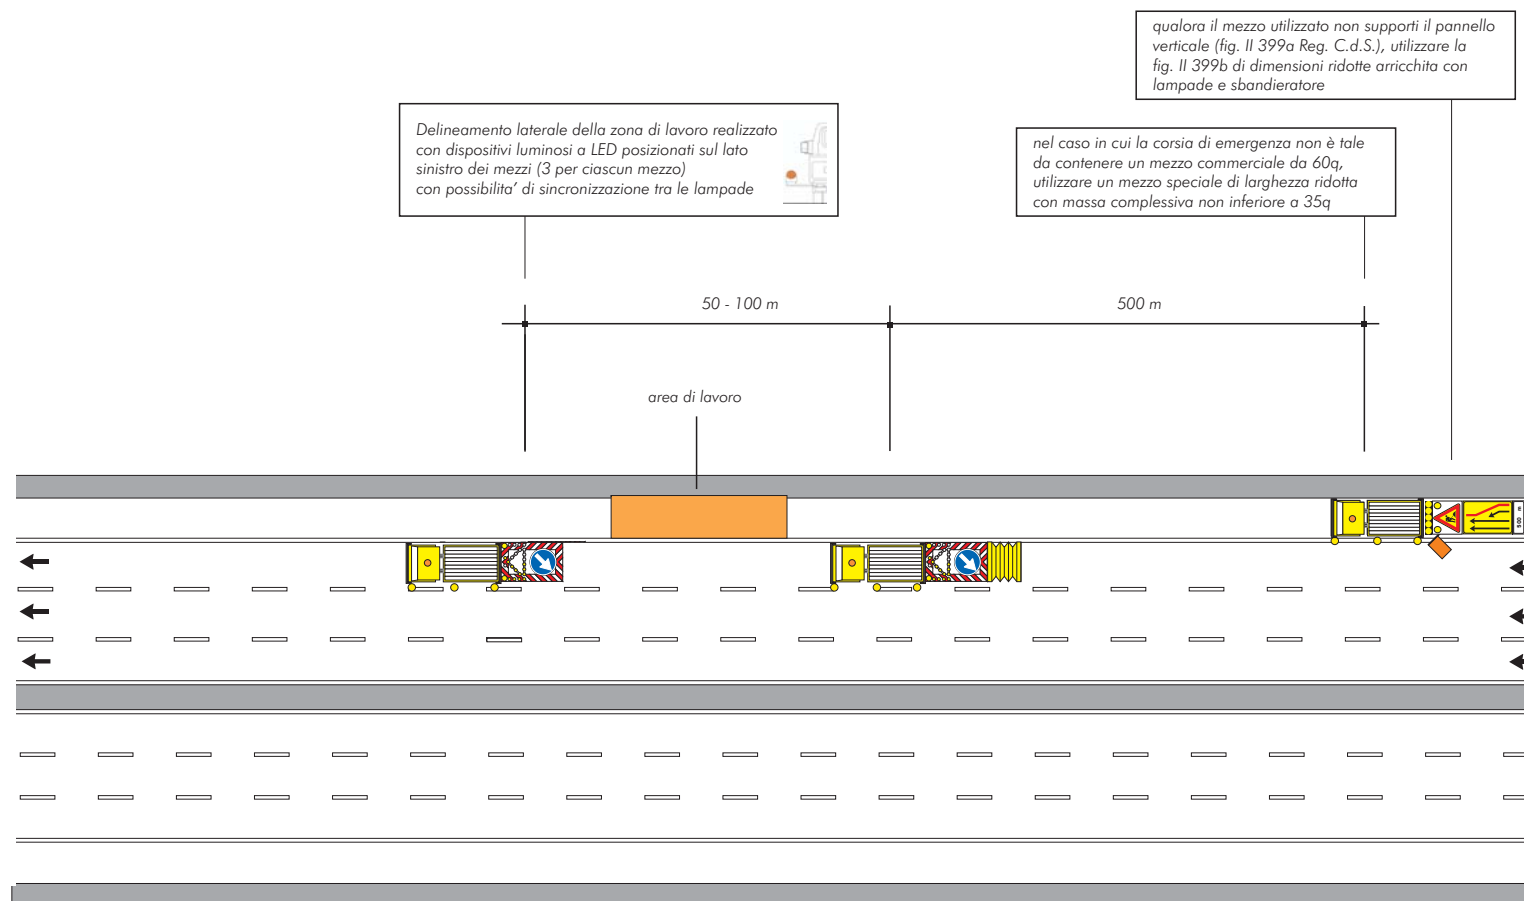 qualora il mezzo utilizzato non supporti il pannello
verticale (fig. II 399a Reg. C.d.S.), utilizzare la
fig. II 399b di dimensioni ridotte arricchita con
lampade e sbandieratore
Delineamento laterale della zona di lavoro realizzato
con dispositivi luminosi a LED posizionati sul lato
sinistro dei mezzi (3 per ciascun mezzo)
con possibilita' di sincronizzazione tra le lampade
nel caso in cui la corsia di emergenza non è tale
da contenere un mezzo commerciale da 60q,
utilizzare un mezzo speciale di larghezza ridotta
con massa complessiva non inferiore a 35q
50 - 100 m
500 m
area di lavoro
500 m